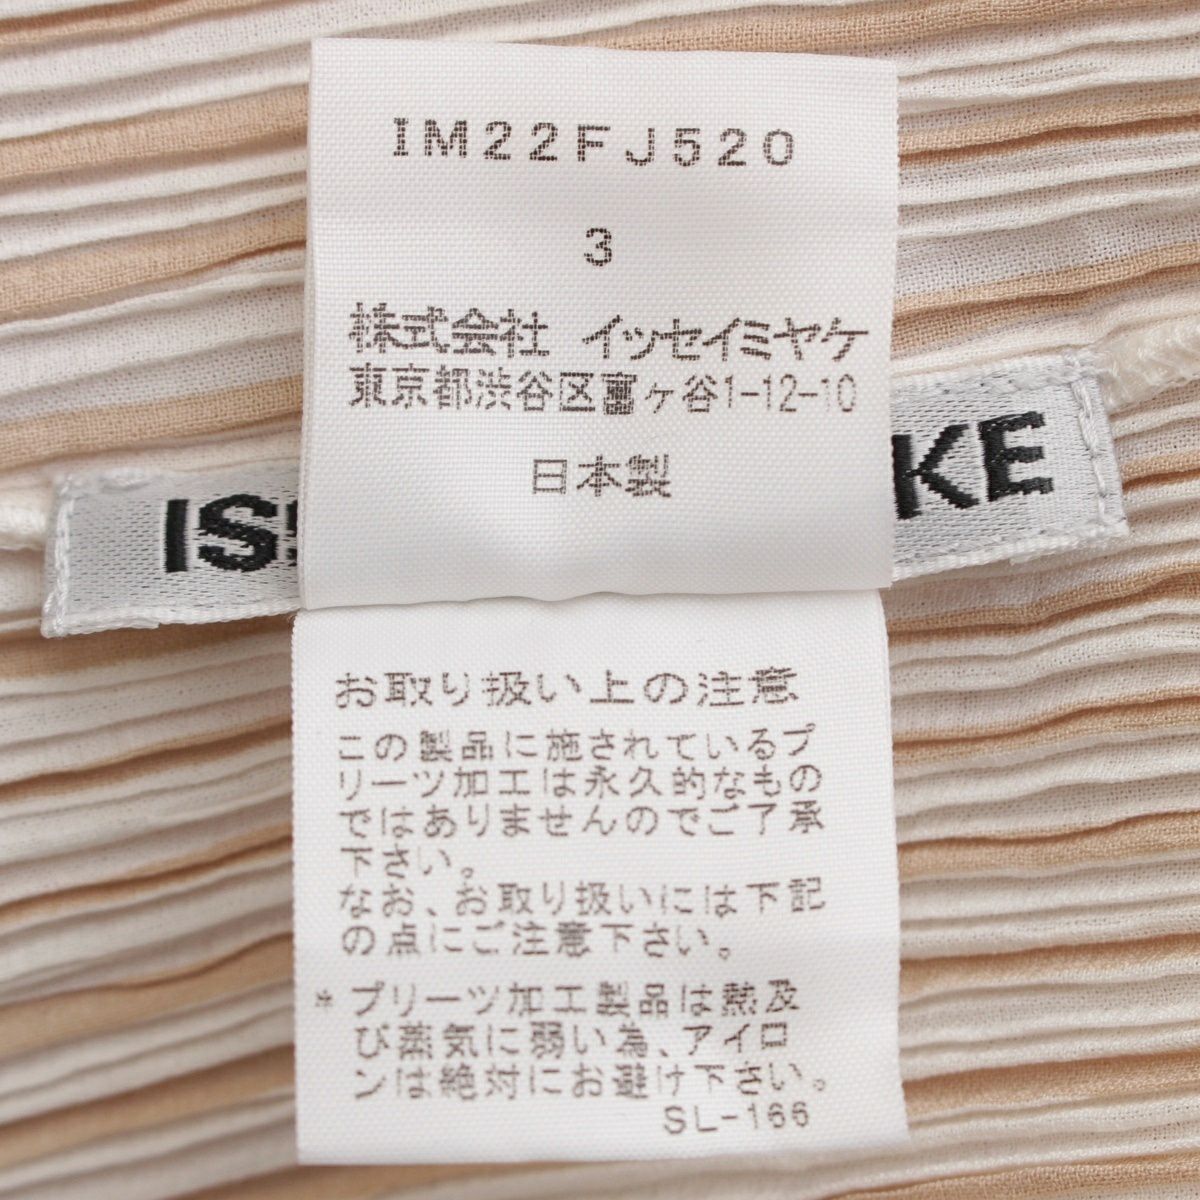 IM22FJ520
3
株式会社 イッセイミヤケ
東京都渋谷区富ヶ谷1-12-10
日本製
ISS
KE
お取り扱い上の注意
この製品に施されているプ
リーツ加工は永久的なもの
ではありませんのでご了承
下さい。
なお、お取り扱いには下記
の点にご注意下さい。
* プリーツ加工製品は熱及
び蒸気に弱い為、アイロ
ンは絶対にお避け下さい。
SL-166